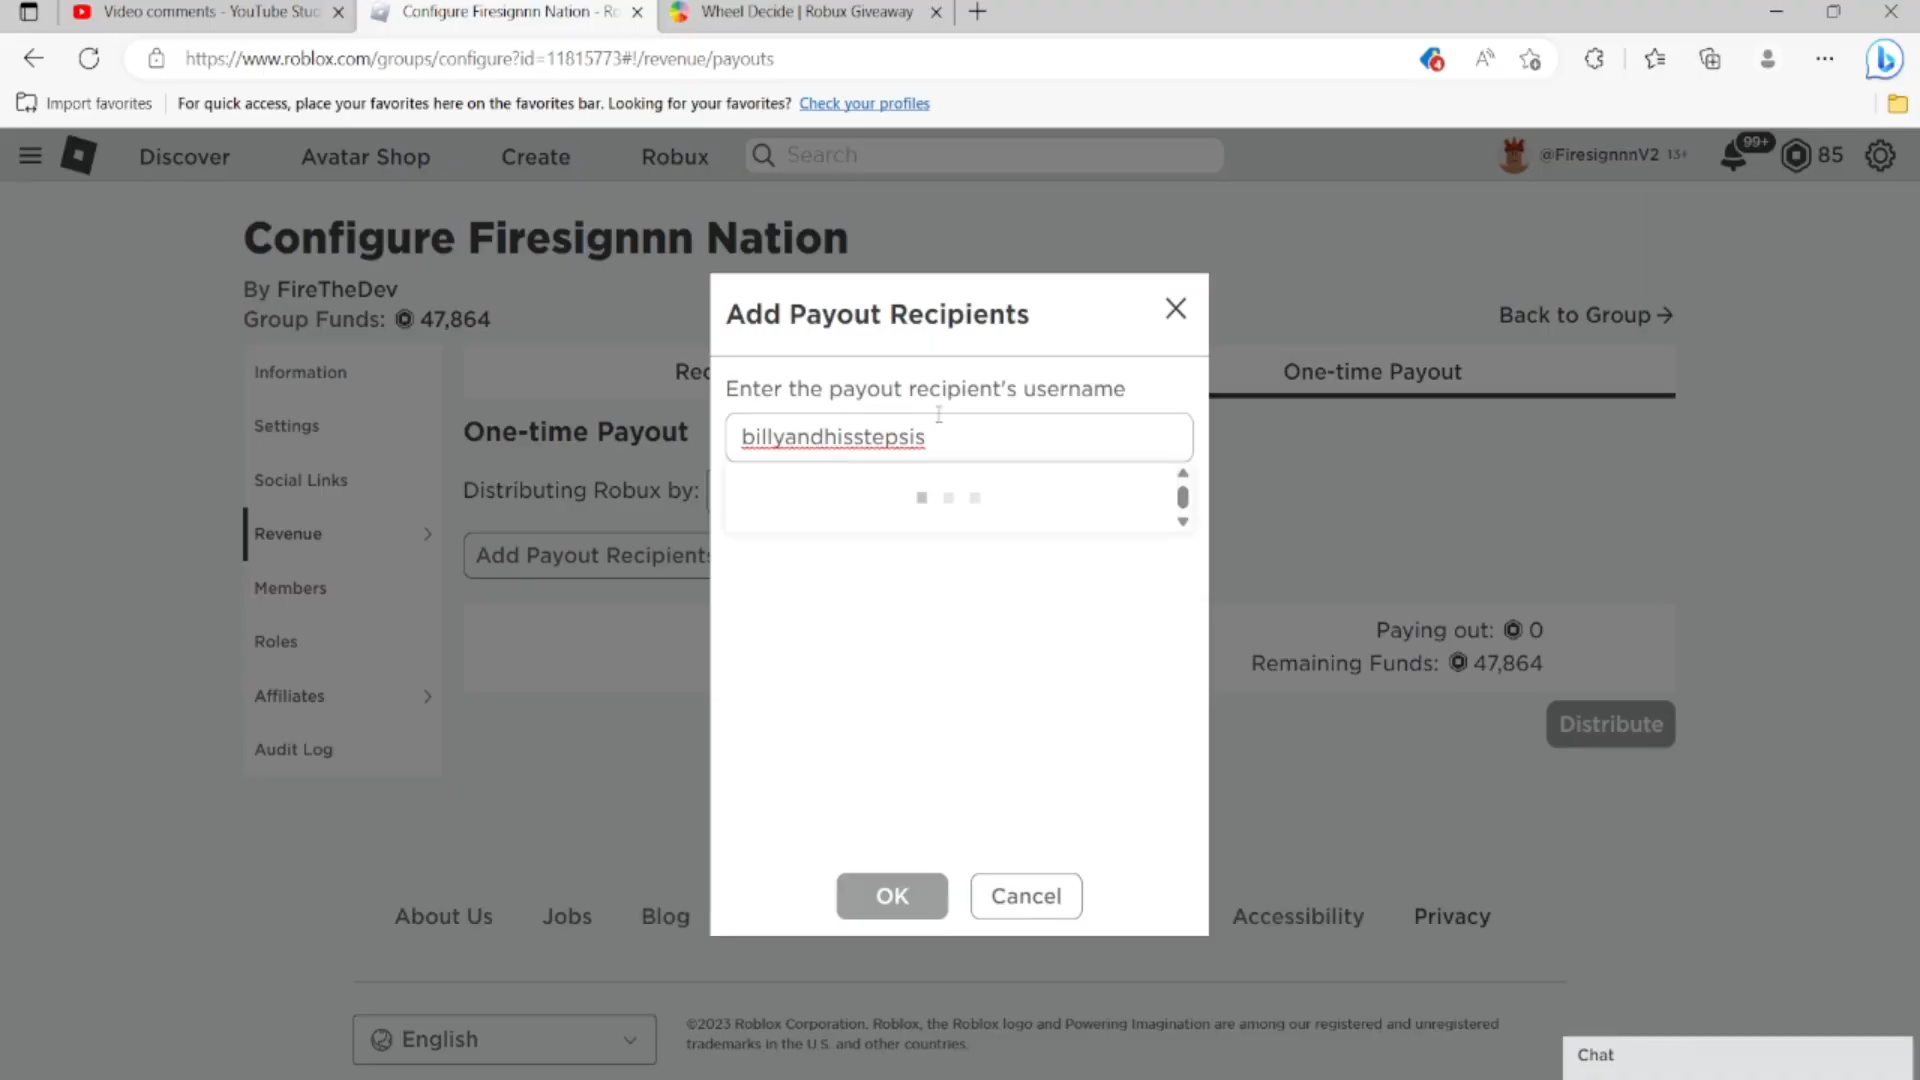 Video comments - YouTube Stu
Configure Firesignnn Nation - Ro
Wheel Decide | Robux Giveaway
https://www.roblox.com/groups/configure?id=11815773#!/revenue/payouts
4
Import favorites
For quick access, place your favorites here on the favorites bar. Looking for your favorites? Check your profiles
Discover
Avatar Shop
Create
Robux
Search
@FiresignnnV2 13+
99+
85
Configure Firesignnn Nation
By FireTheDev
Group Funds: 47,864
Back to Group
Information
Settings
Social Links
Revenue
Members
Roles
Affiliates
Audit Log
Rec
One-time Payout
One-time Payout
Distributing Robux by:
Add Payout Recipients
Add Payout Recipients
Enter the payout recipient's username
billyandhisstepsis
OK
Cancel
Paying out: 0
Remaining Funds: 47,864
Distribute
About Us
Jobs
Blog
Accessibility
Privacy
English
©2023 Roblox Corporation. Roblox, the Roblox logo and Powering Imagination are among our registered and unregistered
trademarks in the U.S. and other countries.
Chat